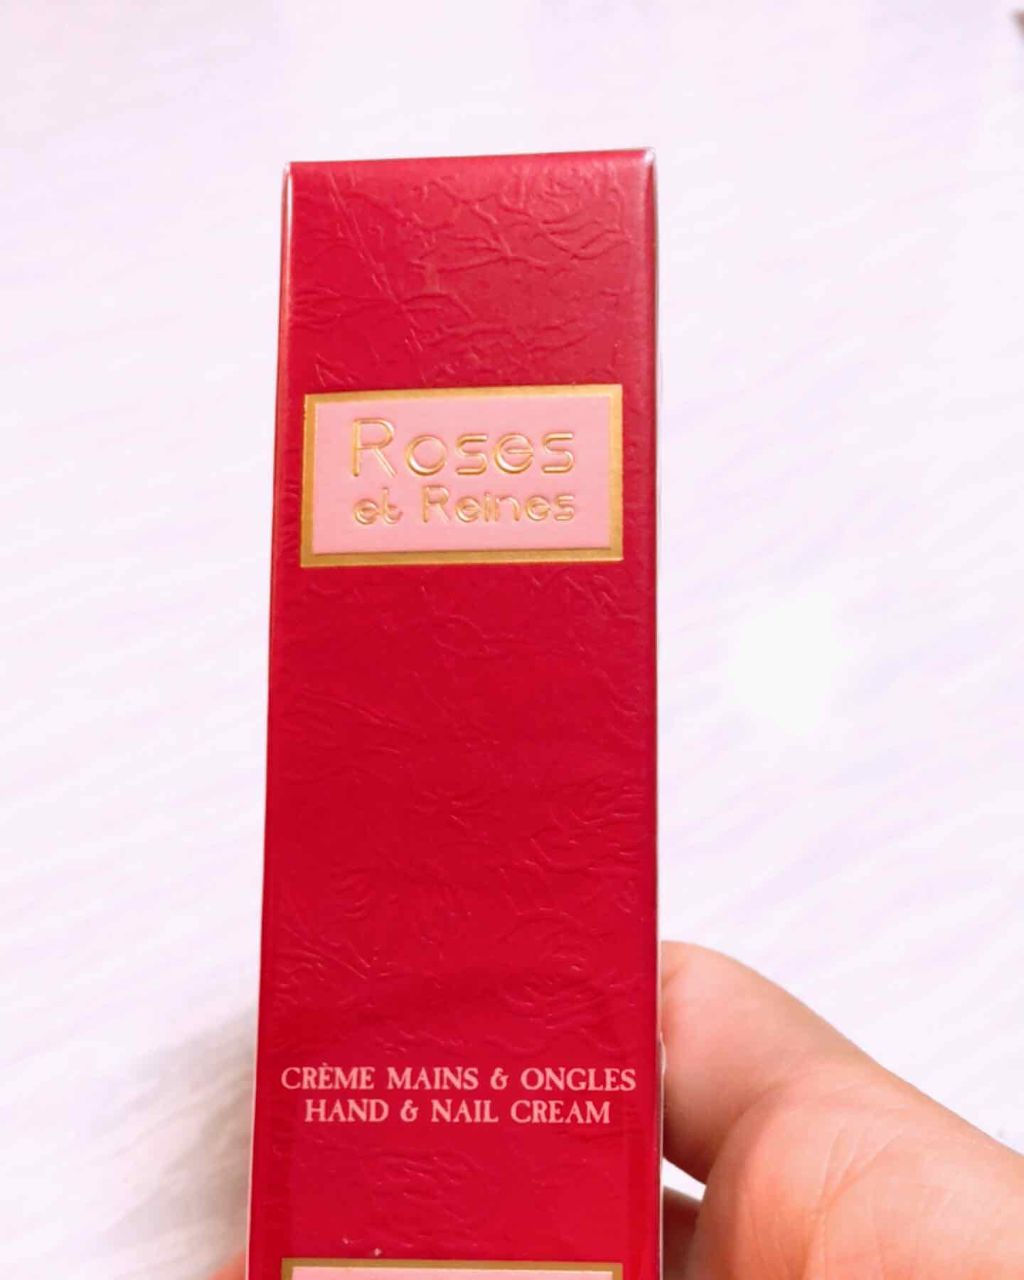 Roses
et Reines
CRÈME MAINS & ONGLES
HAND & NAIL CREAM